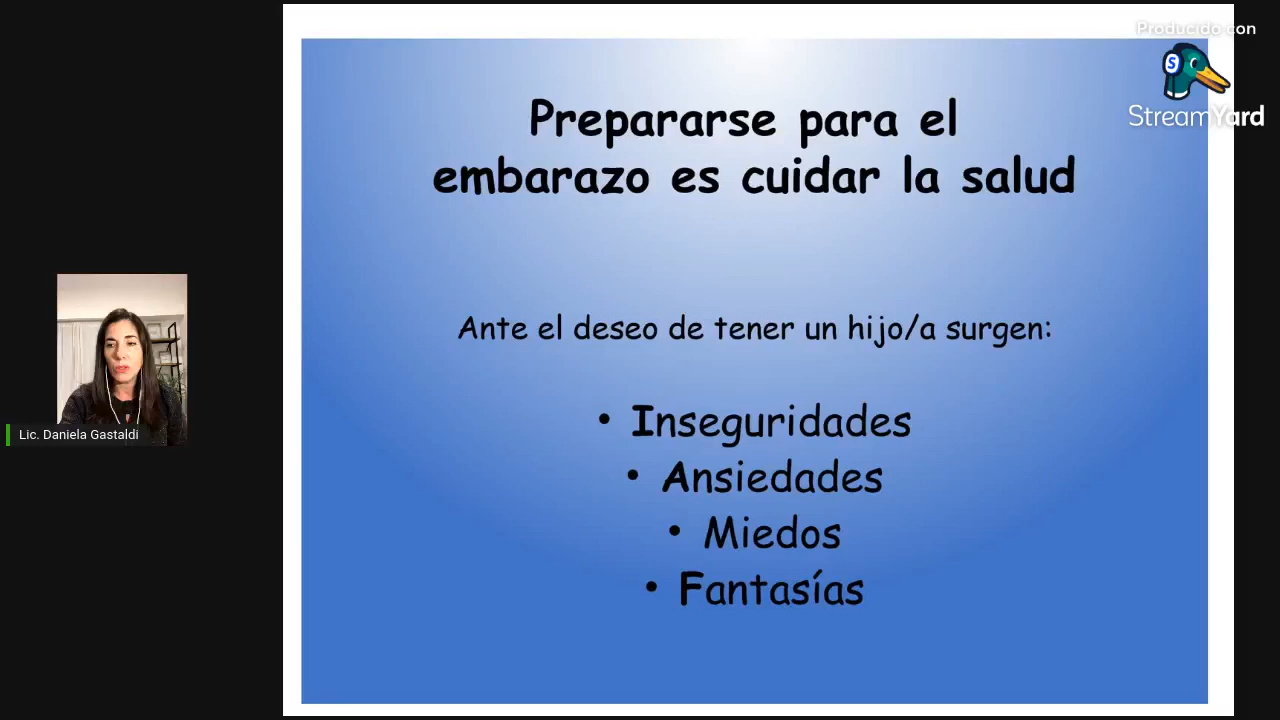 Producido con
StreamYard
Prepararse para el
embarazo es cuidar la salud
Ante el deseo de tener un hijo/a surgen:
• Inseguridades
• Ansiedades
• Miedos
• Fantasías
Lic. Daniela Gastaldi